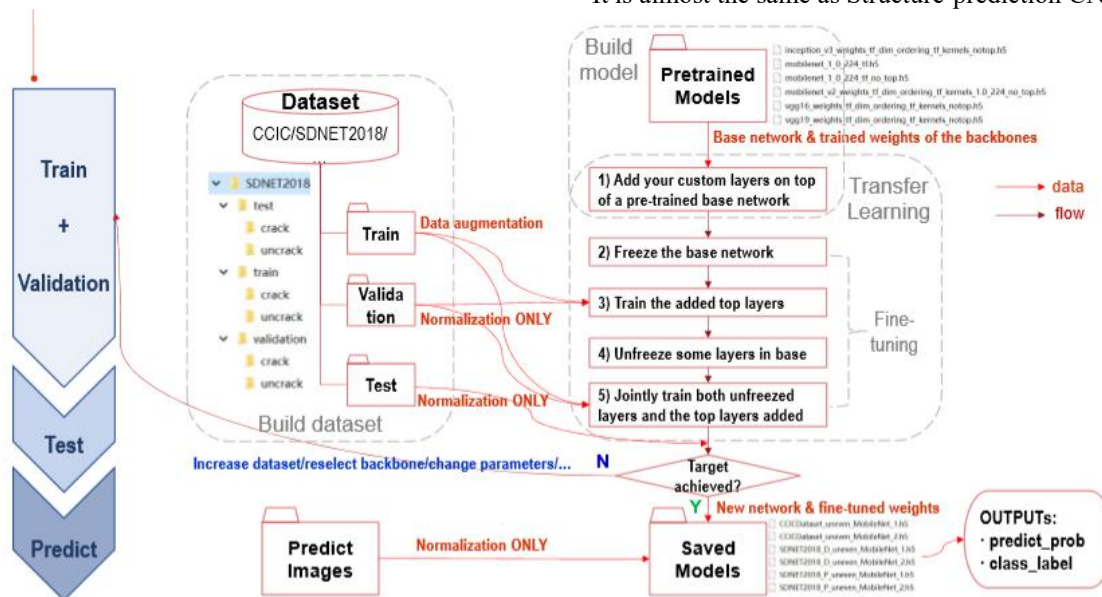 It is almost the same as Structure-prediction CN
Build
model
Pretrained
Models
inception_v3_weights_tf_dim_ordering_tf_kernels_notop.h5
mobilenet_1_0_224_tf.h5
mobilenet_1_0_224_tf_no_top.h5
mobilenet_v2_weights_tf_dim_ordering_tf_kernels_1.0_224_no_top.h5
vgg16_weights_tf_dim_ordering_tf_kernels_notop.h5
vgg19_weights_tf_dim_ordering_tf_kernels_notop.h5
Base network & trained weights of the backbones
Dataset
CCIC/SDNET2018/
...
SDNET2018
test
crack
uncrack
train
crack
uncrack
validation
crack
uncrack
Train
Valida
tion
Test
Build dataset
Data augmentation
Normalization ONLY
Normalization ONLY
1) Add your custom layers on top
of a pre-trained base network
Transfer
Learning
data
flow
2) Freeze the base network
3) Train the added top layers
4) Unfreeze some layers in base
5) Jointly train both unfreezed
layers and the top layers added
Fine-
tuning
Train
+
Validation
Test
Predict
Increase dataset/reselect backbone/change parameters/...
N
Target
achieved?
Y
New network & fine-tuned weights
Predict
Images
Normalization ONLY
Saved
Models
CCICDataset_uneven_MobileNet_1.h5
CCICDataset_uneven_MobileNet_2.h5
SDNET2018_D_uneven_MobileNet_1.h5
SDNET2018_D_uneven_MobileNet_2.h5
SDNET2018_P_uneven_MobileNet_1.h5
SDNET2018_P_uneven_MobileNet_2.h5
OUTPUTs:
· predict_prob
· class_label